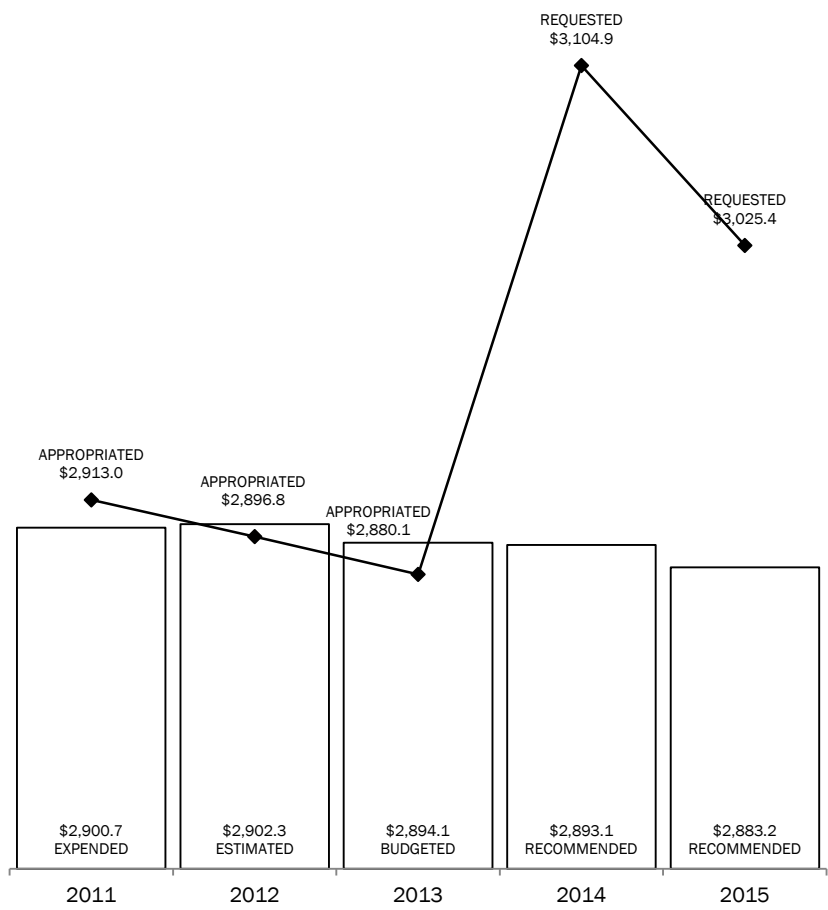 REQUESTED
$3,104.9
REQUESTED
$3,025.4
APPROPRIATED
$2,913.0
APPROPRIATED
$2,896.8
APPROPRIATED
$2,880.1
$2,900.7
EXPENDED
$2,902.3
ESTIMATED
$2,894.1
BUDGETED
$2,893.1
RECOMMENDED
$2,883.2
RECOMMENDED
2011
2012
2013
2014
2015